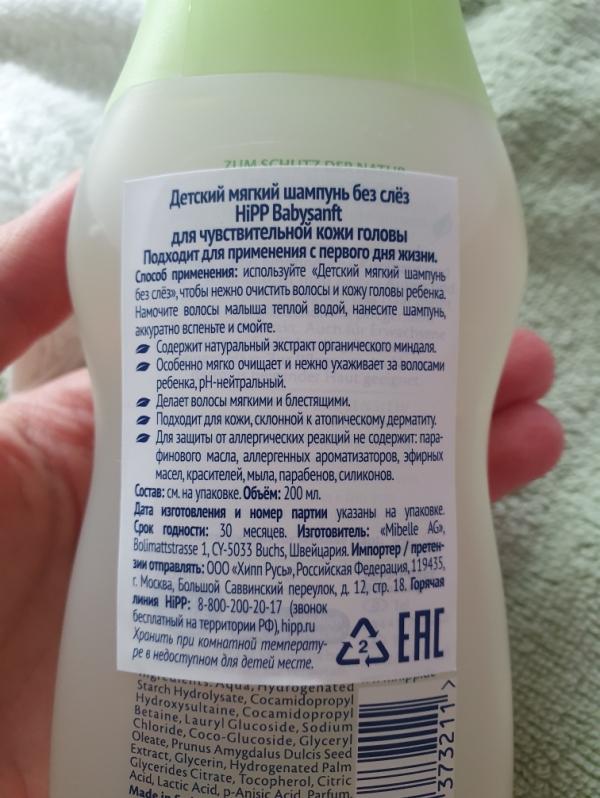 ZUM SCHUTZ DER NATUR
Детский мягкий шампунь без слёз
HiPP Babysanft
для чувствительной кожи головы
Подходит для применения с первого дня жизни.
Способ применения: используйте «Детский мягкий шампунь
без слёз», чтобы нежно очистить волосы и кожу головы ребенка.
Намочите волосы малыша теплой водой, нанесите шампунь,
аккуратно вспеньте и смойте.
Содержит натуральный экстракт органического миндаля.
Особенно мягко очищает и нежно ухаживает за волосами
ребенка, pH-нейтральный.
Делает волосы мягкими и блестящими.
Подходит для кожи, склонной к атопическому дерматиту.
Для защиты от аллергических реакций не содержит: пара-
финового масла, аллергенных ароматизаторов, эфирных
масел, красителей, мыла, парабенов, силиконов.
Состав: см. на упаковке. Объём: 200 мл.
Дата изготовления и номер партии указаны на упаковке.
Срок годности: 30 месяцев. Изготовитель: «Mibelle AG»,
Bolimattstrasse 1, CY-5033 Buchs, Швейцария. Импортер / претен-
зии отправлять: ООО «Хипп Русь», Российская Федерация, 119435,
г. Москва, Большой Саввинский переулок, д. 12, стр. 18. Горячая
линия HiPP: 8-800-200-20-17 (звонок
бесплатный на территории РФ), hipp.ru
Хранить при комнатной температу-
ре в недоступном для детей месте.
2
EAC
Ingredients: Aqua, Hydrogenated
Starch Hydrolysate, Cocamidopropyl
Hydroxysultaine, Cocamidopropyl
Betaine, Lauryl Glucoside, Sodium
Chloride, Coco-Glucoside, Glyceryl
Oleate, Prunus Amygdalus Dulcis Seed
Extract, Glycerin, Hydrogenated Palm
Glycerides Citrate, Tocopherol, Citric
Acid, Lactic Acid, p-Anisic Acid, Parfum.
373211